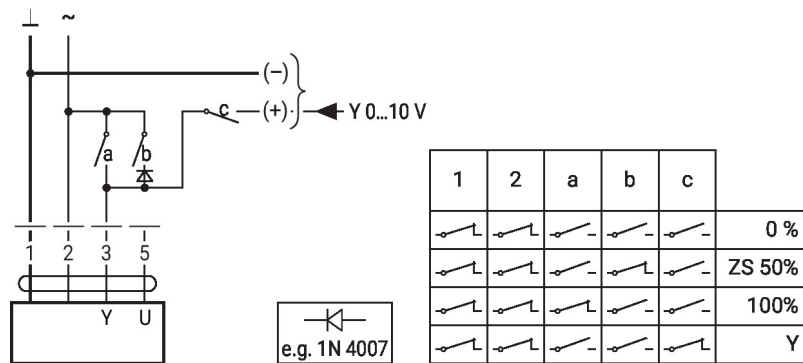 ⊥ ~
(–)
c (+) Y 0...10 V
a b
1 2 3 5
Y U
e.g. 1N 4007
1 2 a b c
0 %
ZS 50%
100%
Y